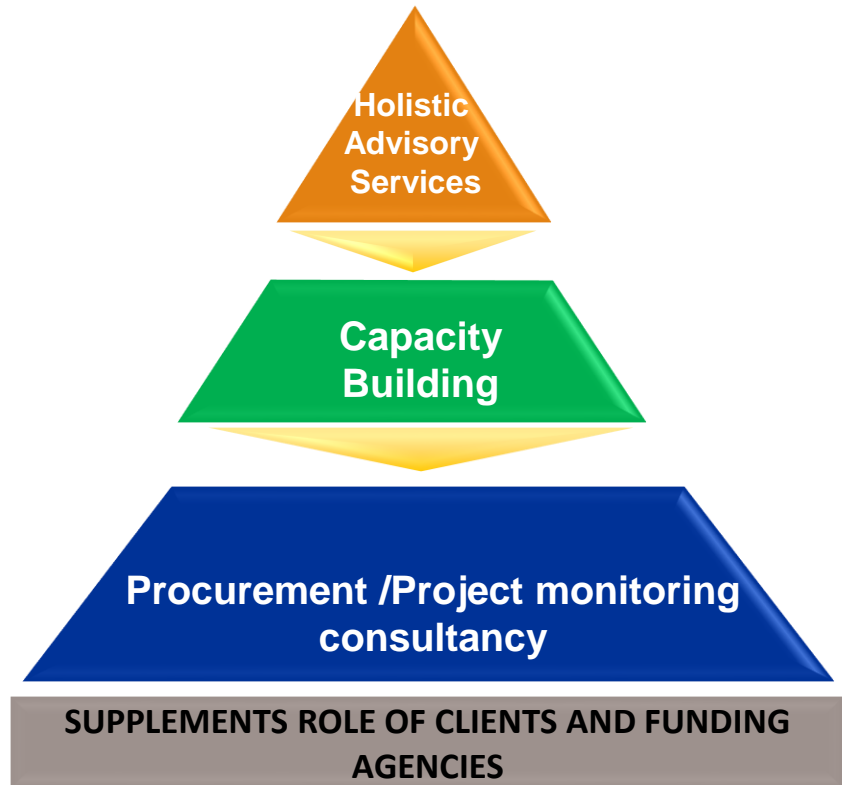 Holistic
Advisory
Services
Capacity
Building
Procurement /Project monitoring
consultancy
SUPPLEMENTS ROLE OF CLIENTS AND FUNDING
AGENCIES